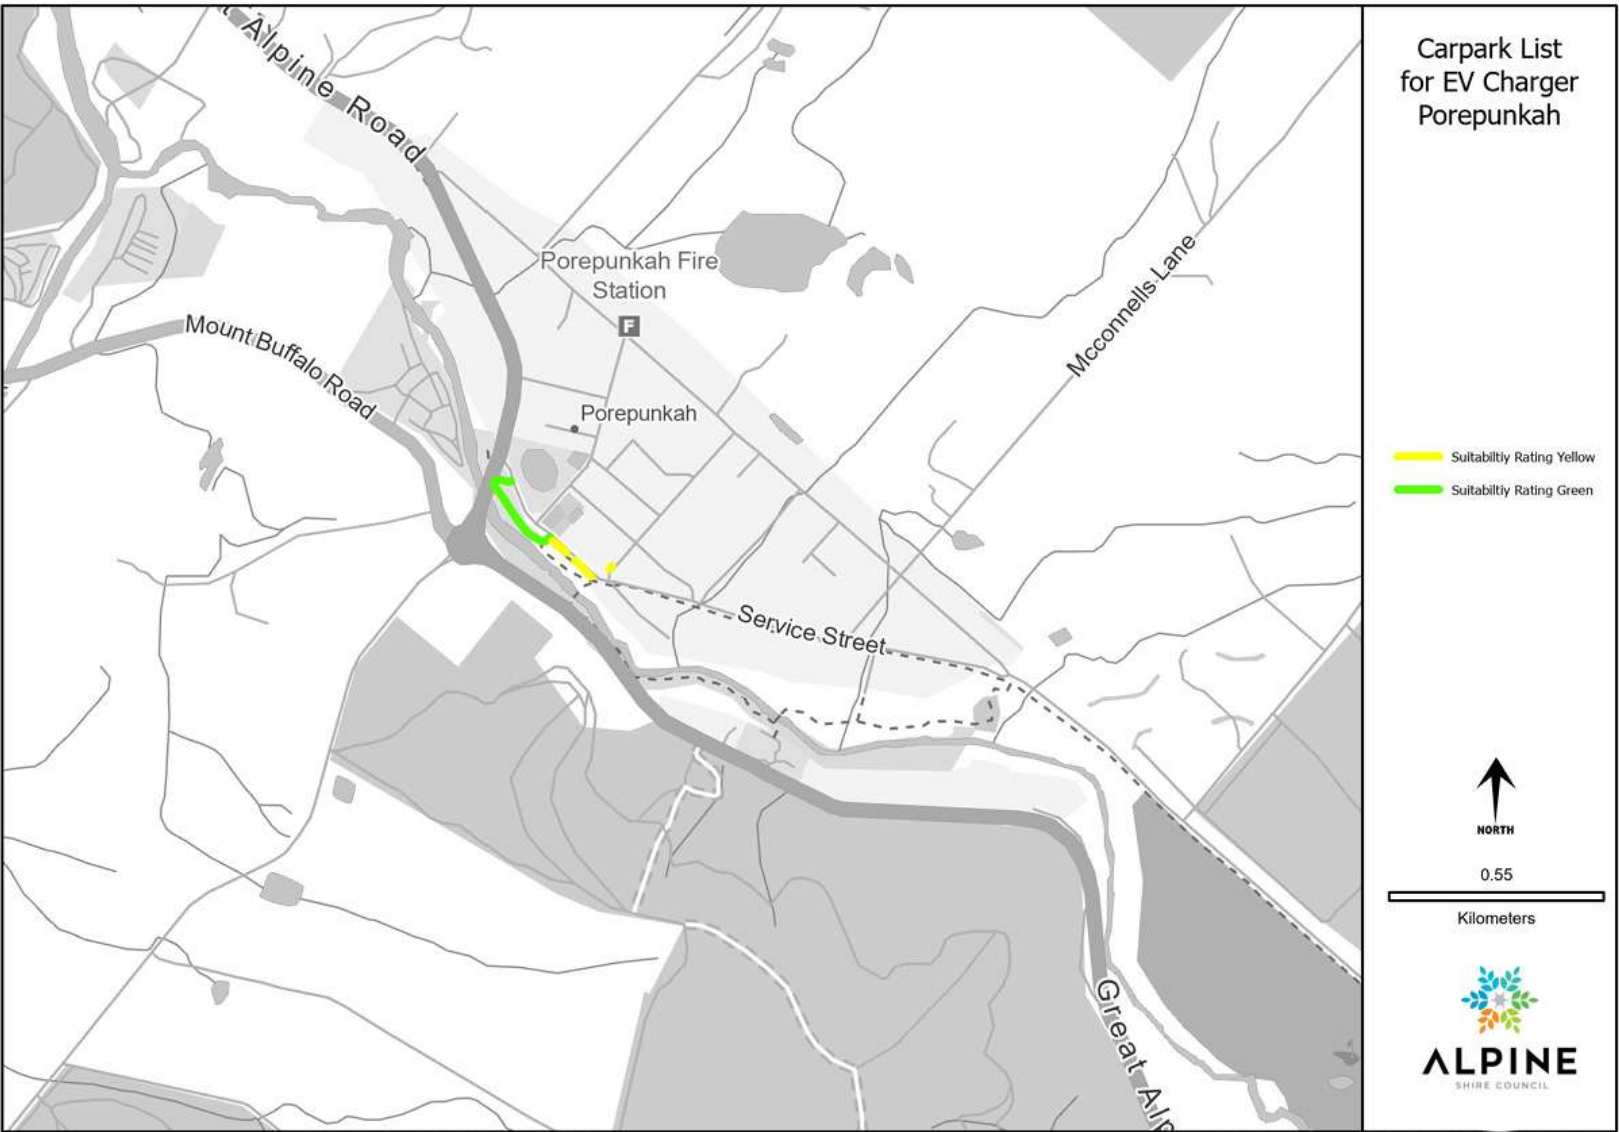 t Alpine Road
Porepunkah Fire
Station
F
Mcconnells Lane
Mount Buffalo Road
Porepunkah
Service Street
Great Alp
Carpark List
for EV Charger
Porepunkah
Suitabiltiy Rating Yellow
Suitabiltiy Rating Green
NORTH
0.55
Kilometers
ALPINE
SHIRE COUNCIL